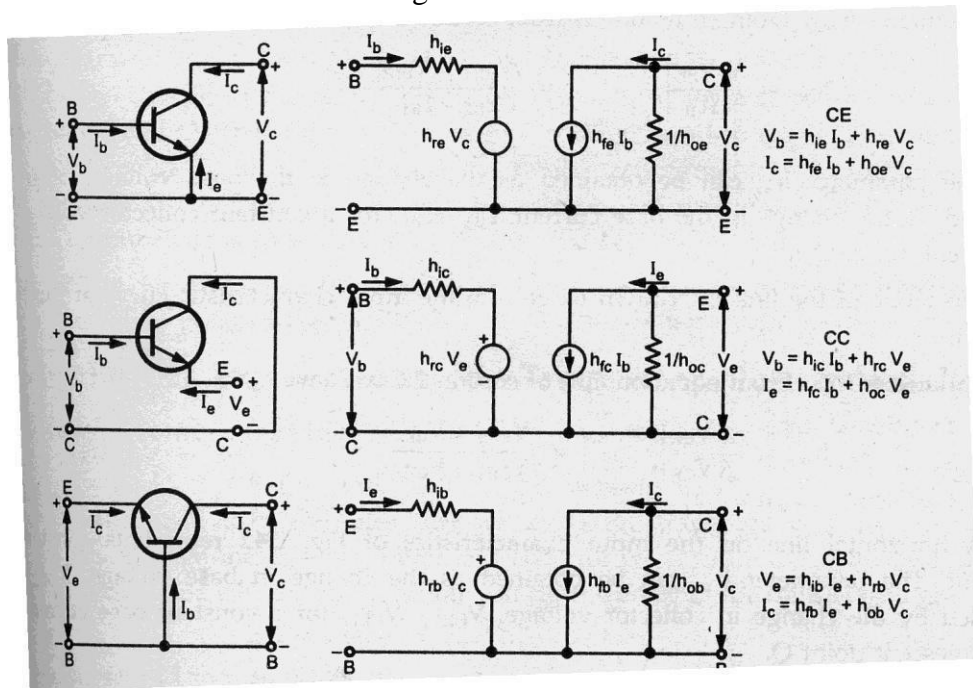 C
+
I_c
B
+
I_b
V_b
V_c
I_e
−
E
−
E
I_b
h_ie
+
B
h_re V_c
h_fe I_b
1/h_oe
I_c
C
+
V_c
−
E
E
−
CE
V_b = h_ie I_b + h_re V_c
I_c = h_fe I_b + h_oe V_c
I_c
B
+
I_b
V_b
E
I_e
V_e
−
C
C
−
I_b
h_ic
+
B
V_b
+
h_rc V_e
h_fc I_b
1/h_oc
I_e
E
+
V_e
−
C
C
−
CC
V_b = h_ic I_b + h_rc V_e
I_e = h_fc I_b + h_oc V_e
E
+
I_c
I_c
C
+
V_e
I_b
V_c
−
B
−
B
I_e
h_ib
+
E
+
h_rb V_c
h_fb I_e
1/h_ob
I_c
C
+
V_c
−
B
−
B
CB
V_e = h_ib I_e + h_rb V_c
I_c = h_fb I_e + h_ob V_c